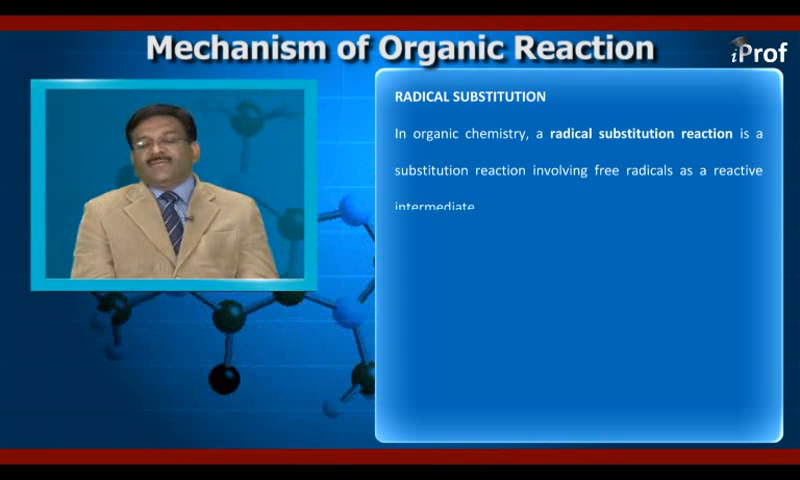 Mechanism of Organic Reaction
iProf
RADICAL SUBSTITUTION
In organic chemistry, a radical substitution reaction is a
substitution reaction involving free radicals as a reactive
intermediate